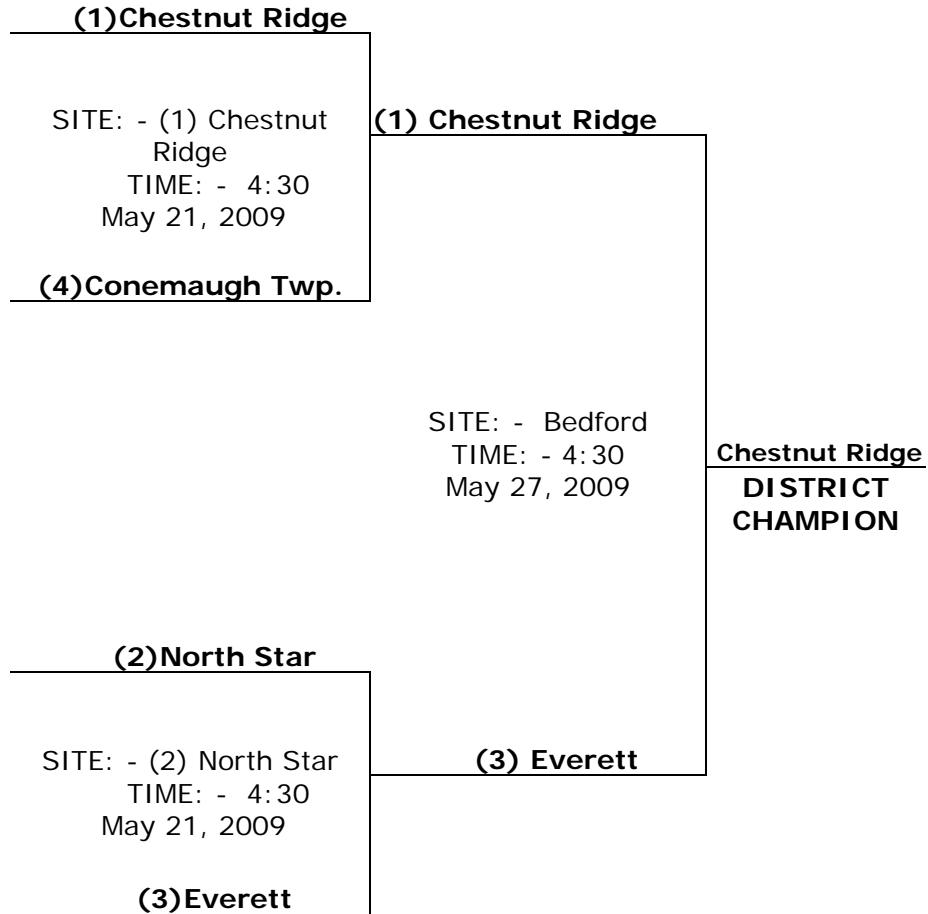 (1)Chestnut Ridge
SITE: - (1) Chestnut
Ridge
TIME: - 4:30
May 21, 2009
(1) Chestnut Ridge
(4)Conemaugh Twp.
SITE: - Bedford
TIME: - 4:30
May 27, 2009
Chestnut Ridge
DISTRICT
CHAMPION
(2)North Star
SITE: - (2) North Star
TIME: - 4:30
May 21, 2009
(3) Everett
(3)Everett